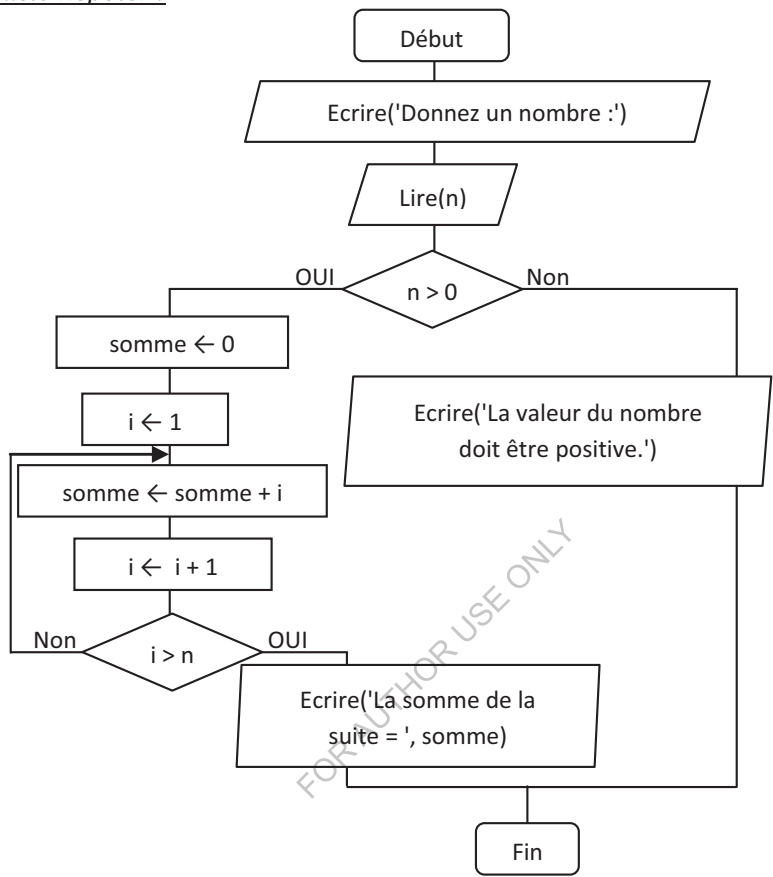 Début
Ecrire('Donnez un nombre :')
Lire(n)
OUI
n > 0
Non
somme ← 0
i ← 1
somme ← somme + i
i ← i + 1
Non
i > n
OUI
Ecrire('La valeur du nombre
doit être positive.')
Ecrire('La somme de la
suite = ', somme)
FOR AUTHOR USE ONLY
Fin